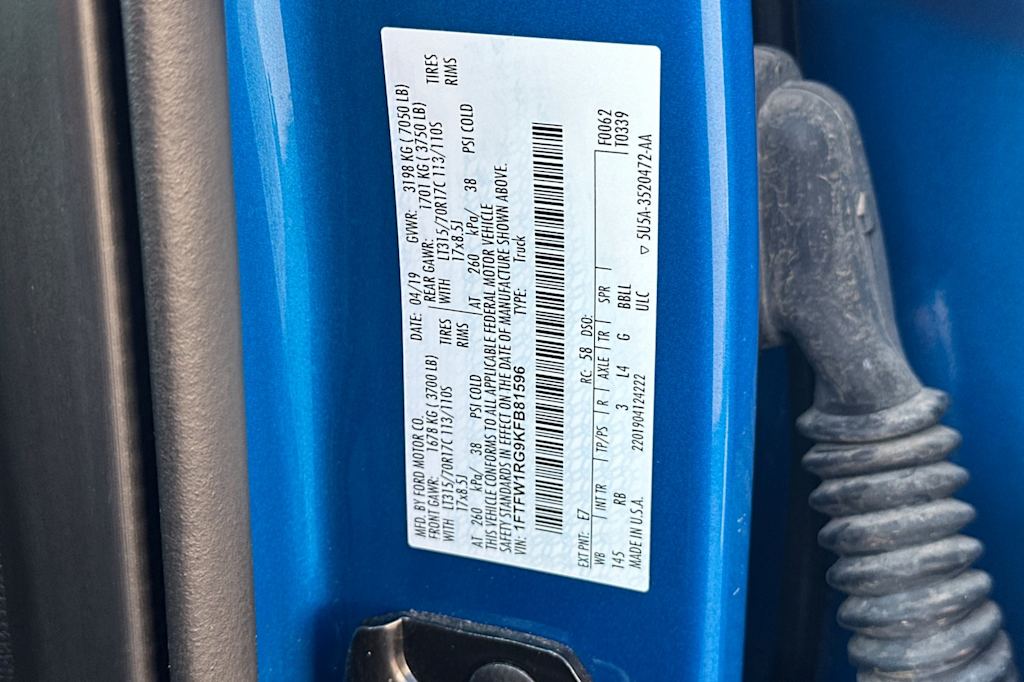 MFD. BY FORD MOTOR CO.
DATE: 04/19 GVWR: 3198 KG ( 7050 LB)
FRONT GAWR: 1678 KG ( 3700 LB) REAR GAWR: 1701 KG ( 3750 LB)
WITH LT315/70R17C 113/110S TIRES WITH LT315/70R17C 113/110S TIRES
17x8.5J RIMS 17x8.5J RIMS
AT 260 kPa/ 38 PSI COLD AT 260 kPa/ 38 PSI COLD
THIS VEHICLE CONFORMS TO ALL APPLICABLE FEDERAL MOTOR VEHICLE
SAFETY STANDARDS IN EFFECT ON THE DATE OF MANUFACTURE SHOWN ABOVE.
VIN: 1FTFW1RG9KFB81596 TYPE: Truck
EXT PNT: E7 RC: 58 DSO: F0062
WB INT TR TP/PS R AXLE TR SPR T0339
145 RB 3 L4 G BBLL
MADE IN U.S.A. 2201904124222 ULC ▽ 5U5A-3520472-AA